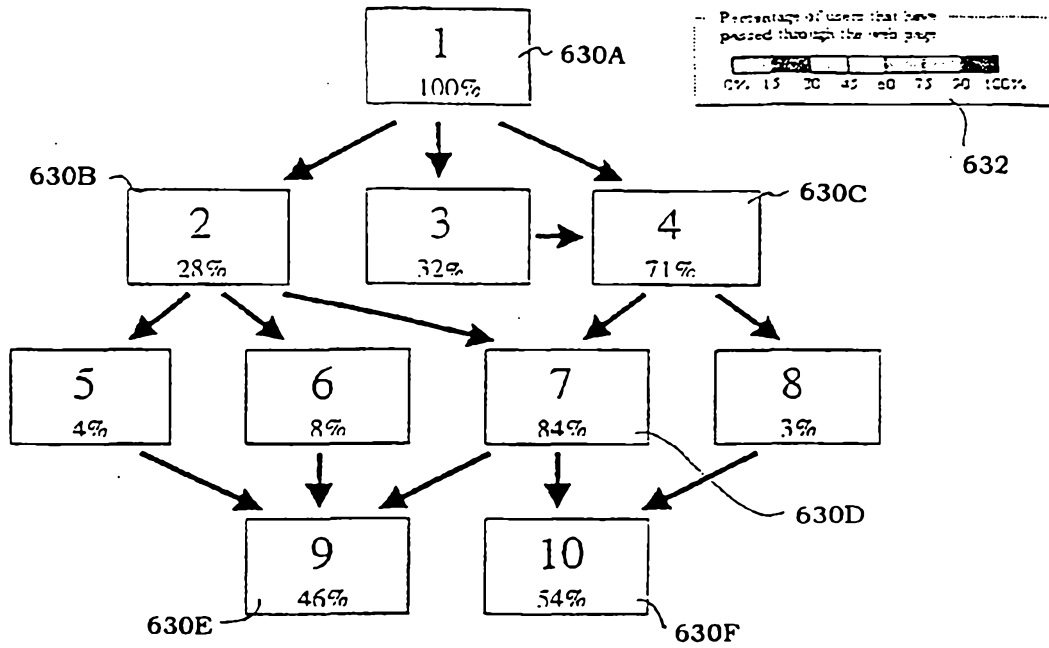 Percentage of users that have
passed through the web page
0% 15 30 45 60 75 90 100%
632
1
100%
630A
630B
2
28%
3
32%
4
71%
630C
5
4%
6
8%
7
84%
8
3%
630D
9
46%
10
54%
630E
630F